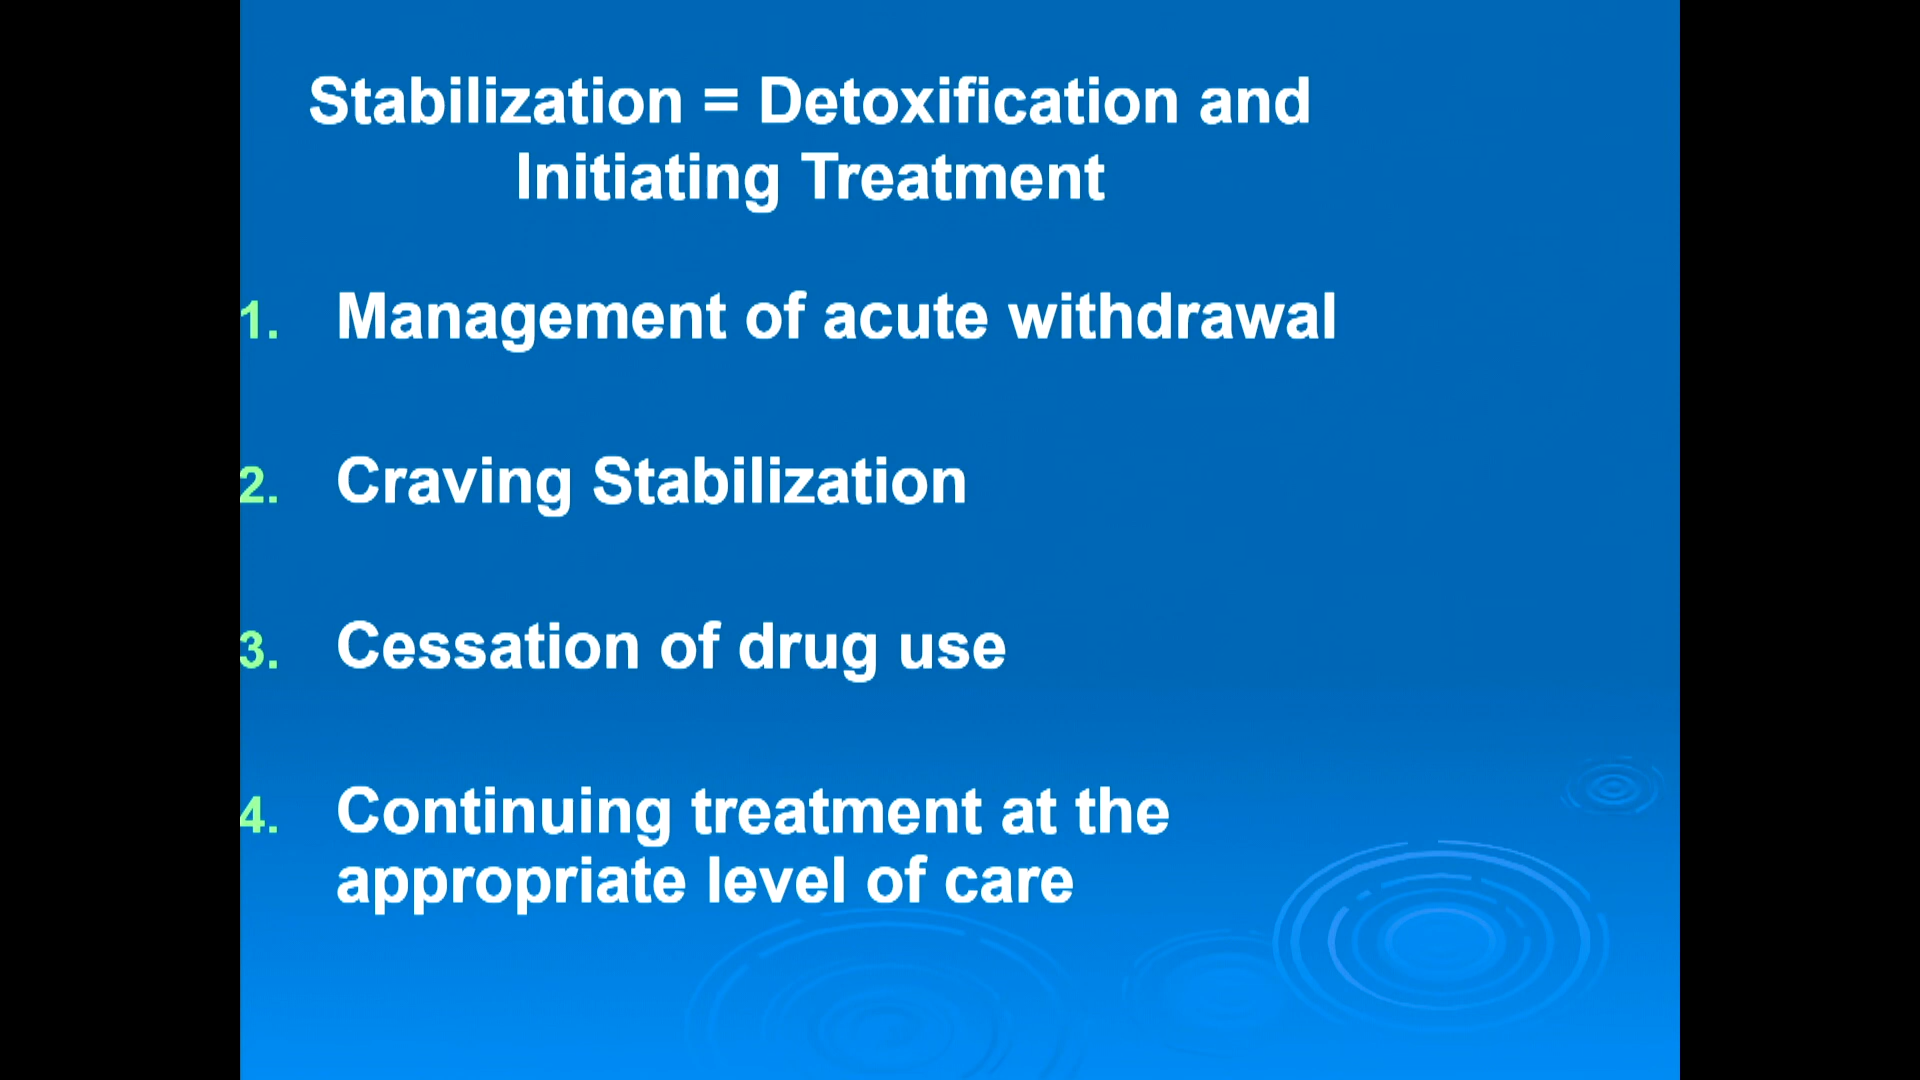 Stabilization = Detoxification and
Initiating Treatment
1. Management of acute withdrawal
2. Craving Stabilization
3. Cessation of drug use
4. Continuing treatment at the
appropriate level of care